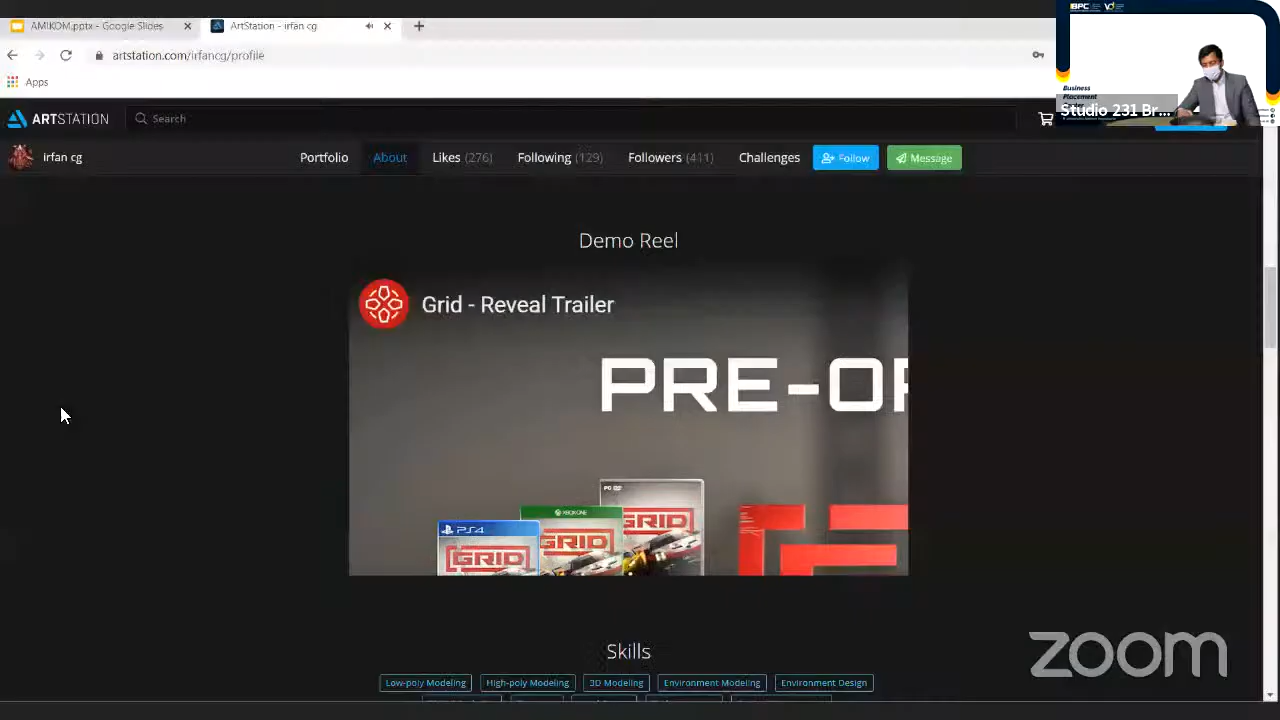 AMIKOM.pptx - Google Slides
ArtStation - irfan cg
artstation.com/irfancg/profile
Apps
BPC
Business
Placement
Studio 231 Br...
ARTSTATION
Search
irfan cg
Portfolio
About
Likes (276)
Following (129)
Followers (411)
Challenges
Follow
Message
Demo Reel
Grid - Reveal Trailer
PRE-O
PC DVD
XBOX ONE
PS4
GRID
GRID
GRID
Skills
Low-poly Modeling
High-poly Modeling
3D Modeling
Environment Modeling
Environment Design
zoom